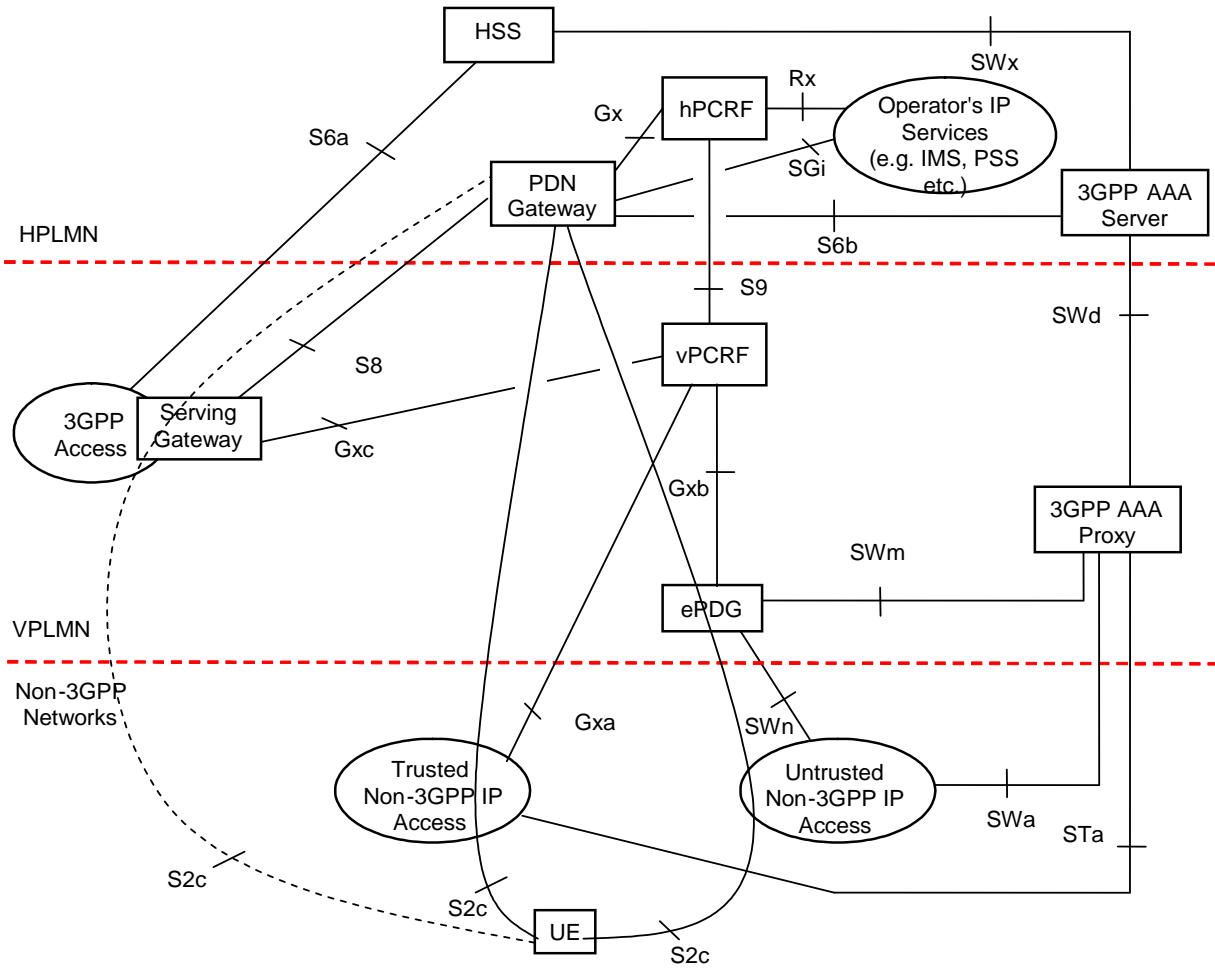 HSS
SWx
Rx
Operator's IP
Services
(e.g. IMS, PSS
etc.)
Gx
hPCRF
S6a
SGi
PDN
Gateway
3GPP AAA
Server
HPLMN
S6b
S9
SWd
vPCRF
S8
3GPP
Access
Serving
Gateway
Gxc
Gxb
3GPP AAA
Proxy
SWm
ePDG
VPLMN
Non-3GPP
Networks
Gxa
SWn
Trusted
Non-3GPP IP
Access
Untrusted
Non-3GPP IP
Access
SWa
STa
S2c
S2c
UE
S2c